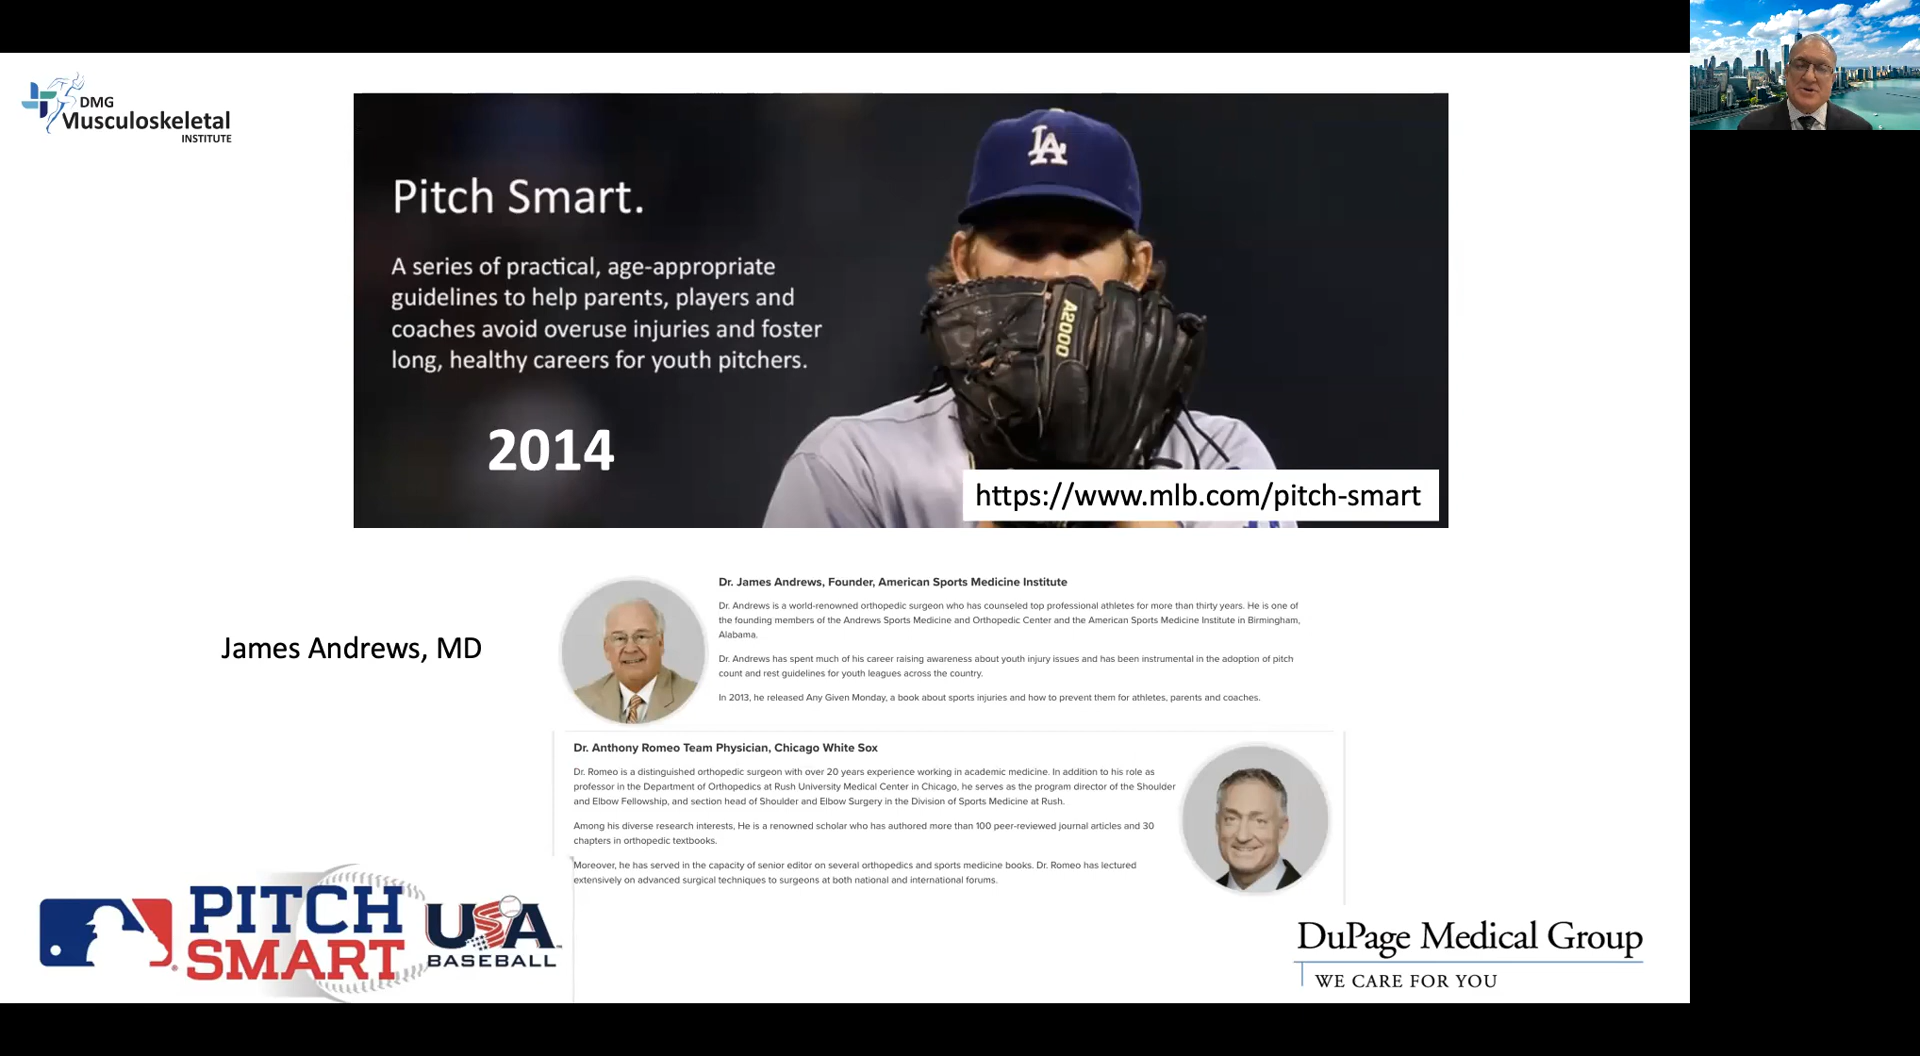 DMG
Musculoskeletal
INSTITUTE
LA
Pitch Smart.
A series of practical, age-appropriate
guidelines to help parents, players and
coaches avoid overuse injuries and foster
long, healthy careers for youth pitchers.
2014
A2000
https://www.mlb.com/pitch-smart
James Andrews, MD
Dr. James Andrews, Founder, American Sports Medicine Institute
Dr. Andrews is a world-renowned orthopedic surgeon who has counseled top professional athletes for more than thirty years. He is one of
the founding members of the Andrews Sports Medicine and Orthopedic Center and the American Sports Medicine Institute in Birmingham,
Alabama.
Dr. Andrews has spent much of his career raising awareness about youth injury issues and has been instrumental in the adoption of pitch
count and rest guidelines for youth leagues across the country.
In 2013, he released Any Given Monday, a book about sports injuries and how to prevent them for athletes, parents and coaches.
Dr. Anthony Romeo Team Physician, Chicago White Sox
Dr. Romeo is a distinguished orthopedic surgeon with over 20 years experience working in academic medicine. In addition to his role as
professor in the Department of Orthopedics at Rush University Medical Center in Chicago, he serves as the program director of the Shoulder
and Elbow Fellowship, and section head of Shoulder and Elbow Surgery in the Division of Sports Medicine at Rush.
Among his diverse research interests, He is a renowned scholar who has authored more than 100 peer-reviewed journal articles and 30
chapters in orthopedic textbooks.
Moreover, he has served in the capacity of senior editor on several orthopedics and sports medicine books. Dr. Romeo has lectured
extensively on advanced surgical techniques to surgeons at both national and international forums.
PITCH
SMART
USA
BASEBALL
DuPage Medical Group
WE CARE FOR YOU